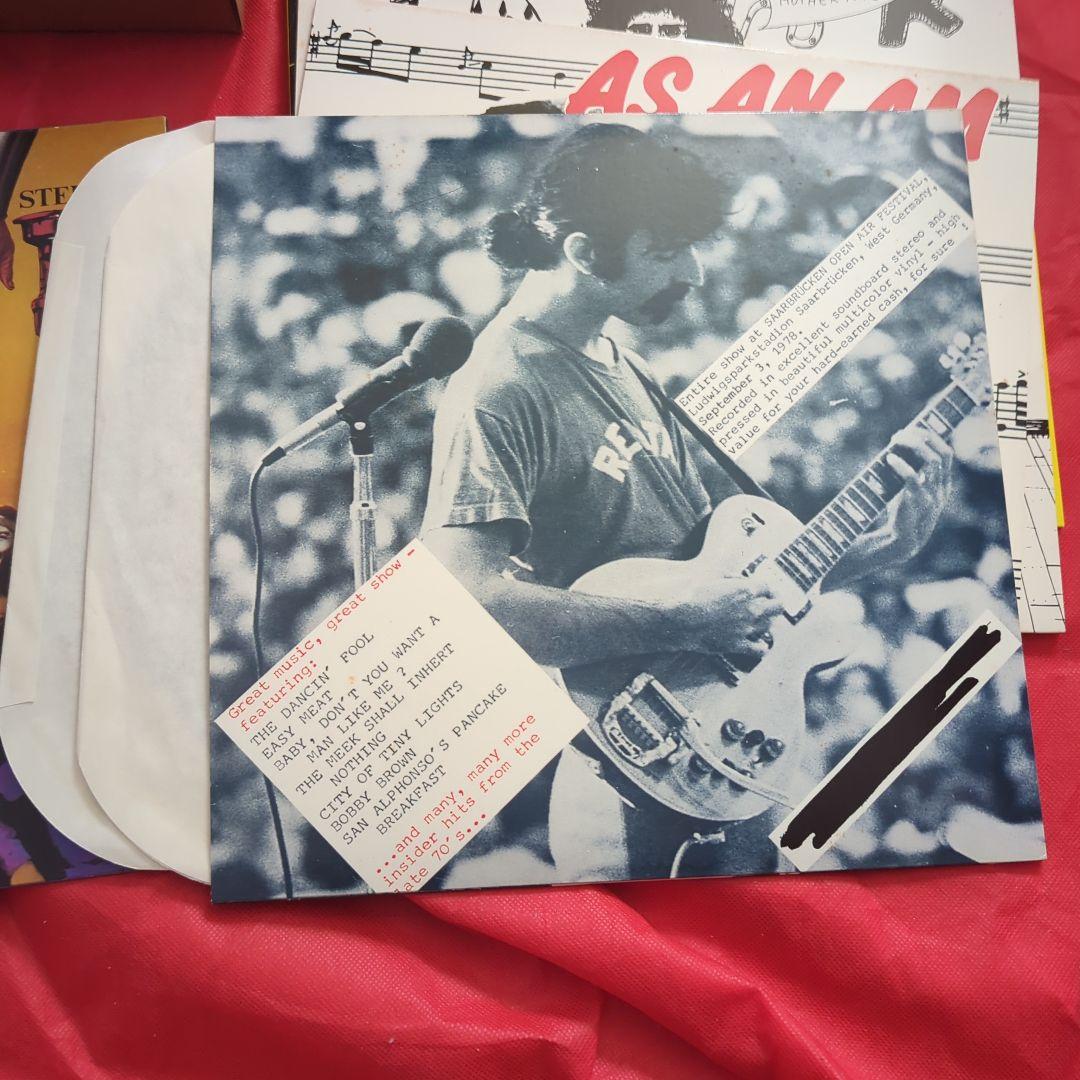 MOTHER
AS AN AM
STE
Entire show at SAARBRÜCKEN OPEN AIR FESTIVAL,
Ludwigsparkstadion Saarbrücken, West Germany,
September 3, 1978.
Recorded in excellent soundboard stereo and
pressed in beautiful multicolor vinyl - high
value for your hard-earned cash, for sure !
Great music, great show -
featuring:
THE DANCIN' FOOL
EASY MEAT
BABY, DON'T YOU WANT A
MAN LIKE ME ?
THE MEEK SHALL INHERT
NOTHING
CITY OF TINY LIGHTS
BOBBY BROWN
SAN ALPHONSO'S PANCAKE
BREAKFAST
...and many, many more
insider hits from the
late 70's...